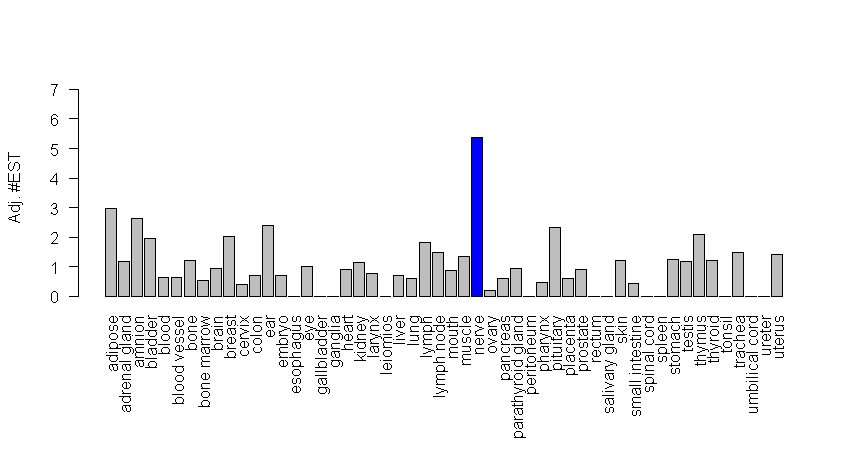 7
6
5
4
3
2
1
0
Adj. #EST
adipose
adrenal gland
amnion
bladder
blood
blood vessel
bone
bone marrow
brain
breast
cervix
colon
ear
embryo
esophagus
eye
gallbladder
ganglia
heart
kidney
larynx
leiomios
liver
lung
lymph
lymph node
mouth
muscle
nerve
ovary
pancreas
parathyroid gland
peritoneum
pharynx
pituitary
placenta
prostate
rectum
salivary gland
skin
small intestine
spinal cord
spleen
stomach
testis
thymus
thyroid
tonsil
trachea
umbilical cord
ureter
uterus